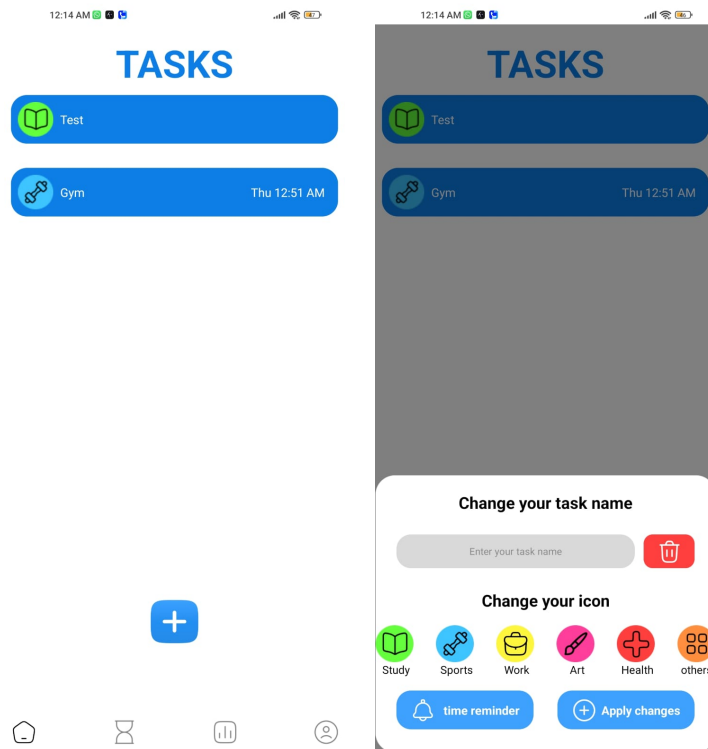 12:14 AM
47
TASKS
Test
Gym Thu 12:51 AM
12:14 AM
46
TASKS
Test
Gym Thu 12:51 AM
Change your task name
Enter your task name
Change your icon
Study Sports Work Art Health others
time reminder Apply changes